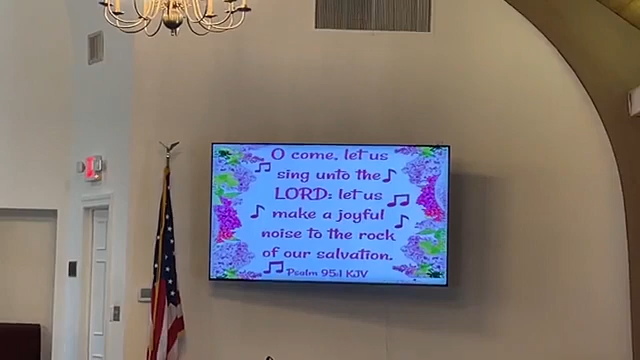 O come, let us
sing unto the
LORD: let us
make a joyful
noise to the rock
of our salvation.
Psalm 95:1 KJV